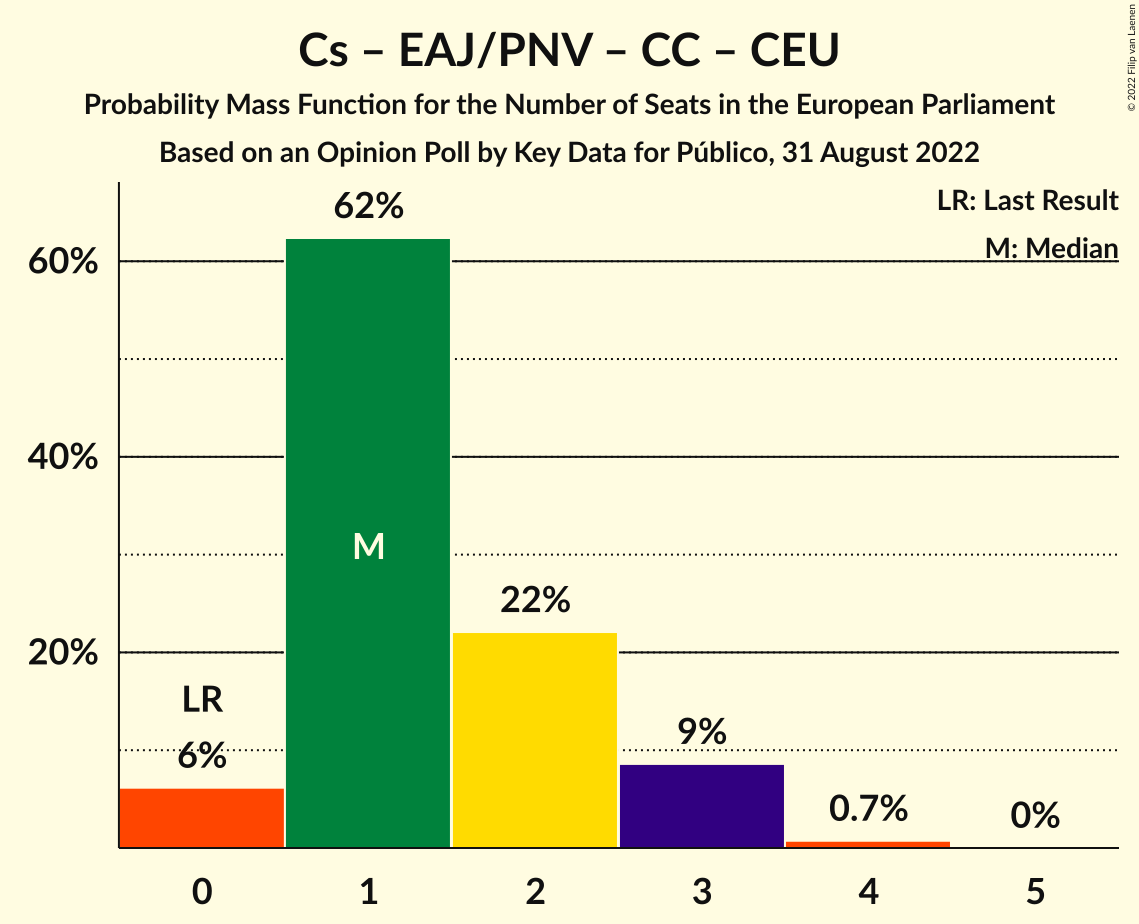 Cs – EAJ/PNV – CC – CEU
Probability Mass Function for the Number of Seats in the European Parliament
Based on an Opinion Poll by Key Data for Público, 31 August 2022
© 2022 Filip van Laenen
LR: Last Result
M: Median
62%
60%
40%
20%
M
22%
LR
6%
9%
0.7%
0%
0 1 2 3 4 5